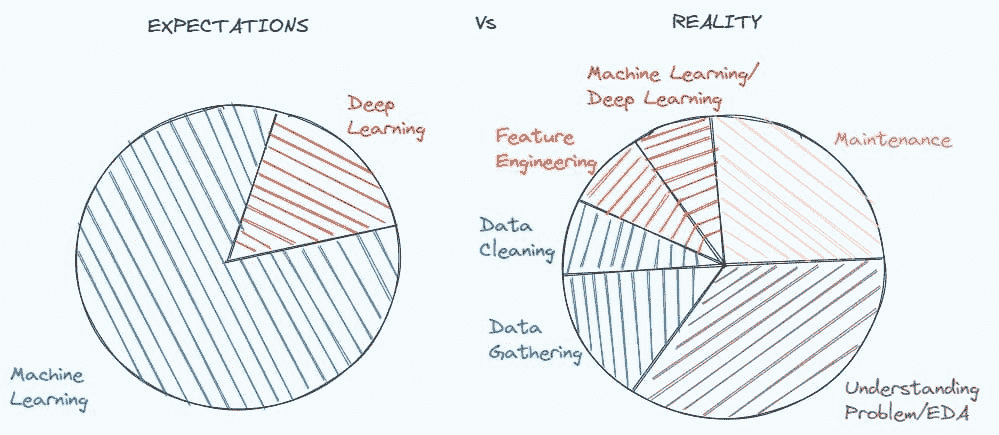 EXPECTATIONS
Vs
REALITY
Deep
Learning
Machine
Learning
Machine Learning/
Deep Learning
Feature
Engineering
Maintenance
Data
Cleaning
Data
Gathering
Understanding
Problem/EDA